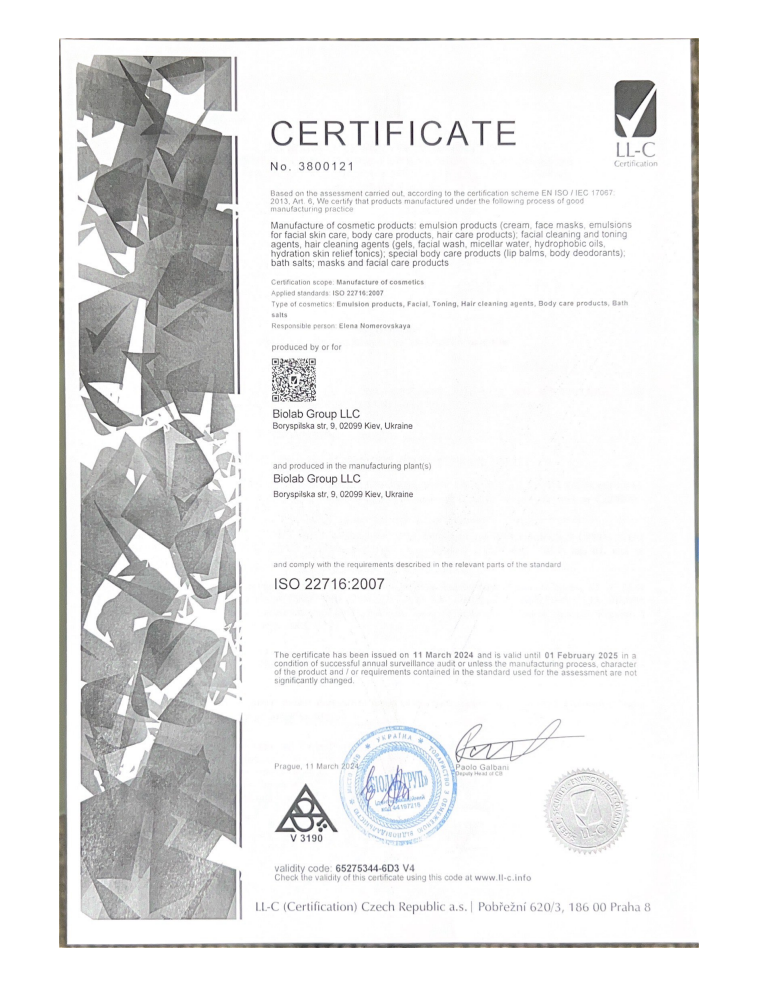 CERTIFICATE
LL-C
Certification
No. 3800121
Based on the assessment carried out, according to the certification scheme EN ISO / IEC 17067:
2013, Art. 6, We certify that products manufactured under the following process of good
manufacturing practice
Manufacture of cosmetic products: emulsion products (cream, face masks, emulsions
for facial skin care, body care products, hair care products); facial cleaning and toning
agents, hair cleaning agents (gels, facial wash, micellar water, hydrophobic oils,
hydration skin relief tonics); special body care products (lip balms, body deodorants);
bath salts; masks and facial care products
Certification scope: Manufacture of cosmetics
Applied standards: ISO 22716:2007
Type of cosmetics: Emulsion products, Facial, Toning, Hair cleaning agents, Body care products, Bath
salts
Responsible person: Elena Nomerovskaya
produced by or for
Biolab Group LLC
Boryspilska str, 9, 02099 Kiev, Ukraine
and produced in the manufacturing plant(s)
Biolab Group LLC
Boryspilska str, 9, 02099 Kiev, Ukraine
and comply with the requirements described in the relevant parts of the standard
ISO 22716:2007
The certificate has been issued on 11 March 2024 and is valid until 01 February 2025 in a
condition of successful annual surveillance audit or unless the manufacturing process, character
of the product and / or requirements contained in the standard used for the assessment are not
significantly changed.
Prague, 11 March 2024
УКРАЇНА
Paolo Galbani
Deputy Head of CB
V 3190
validity code: 65275344-6D3 V4
Check the validity of this certificate using this code at www.ll-c.info
LL-C (Certification) Czech Republic a.s. | Pobřežní 620/3, 186 00 Praha 8